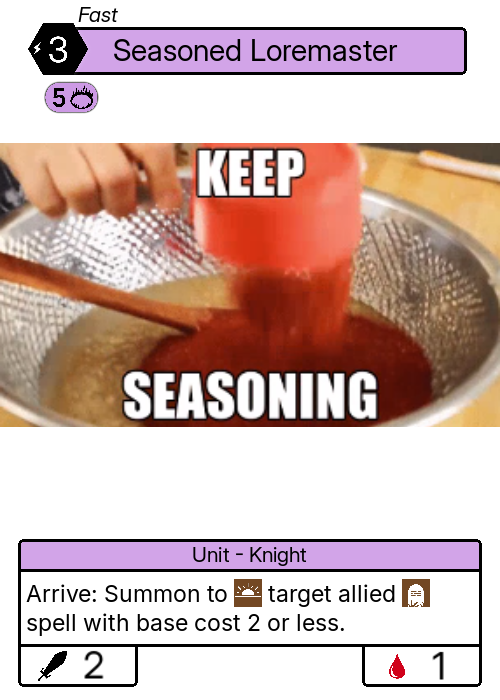 Fast
3 Seasoned Loremaster
5
KEEP
SEASONING
Unit - Knight
Arrive: Summon to target allied
spell with base cost 2 or less.
2 1